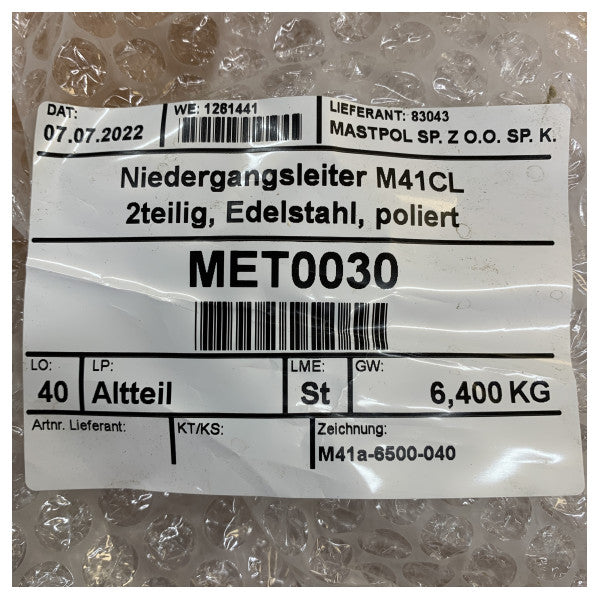 DAT:
07.07.2022
WE: 1261441
LIEFERANT: 83043
MASTPOL SP. Z O.O. SP. K.
Niedergangsleiter M41CL
2teilig, Edelstahl, poliert
MET0030
LO:
40
LP:
Altteil
LME:
St
GW:
6,400 KG
Artnr. Lieferant:
KT/KS:
Zeichnung:
M41a-6500-040